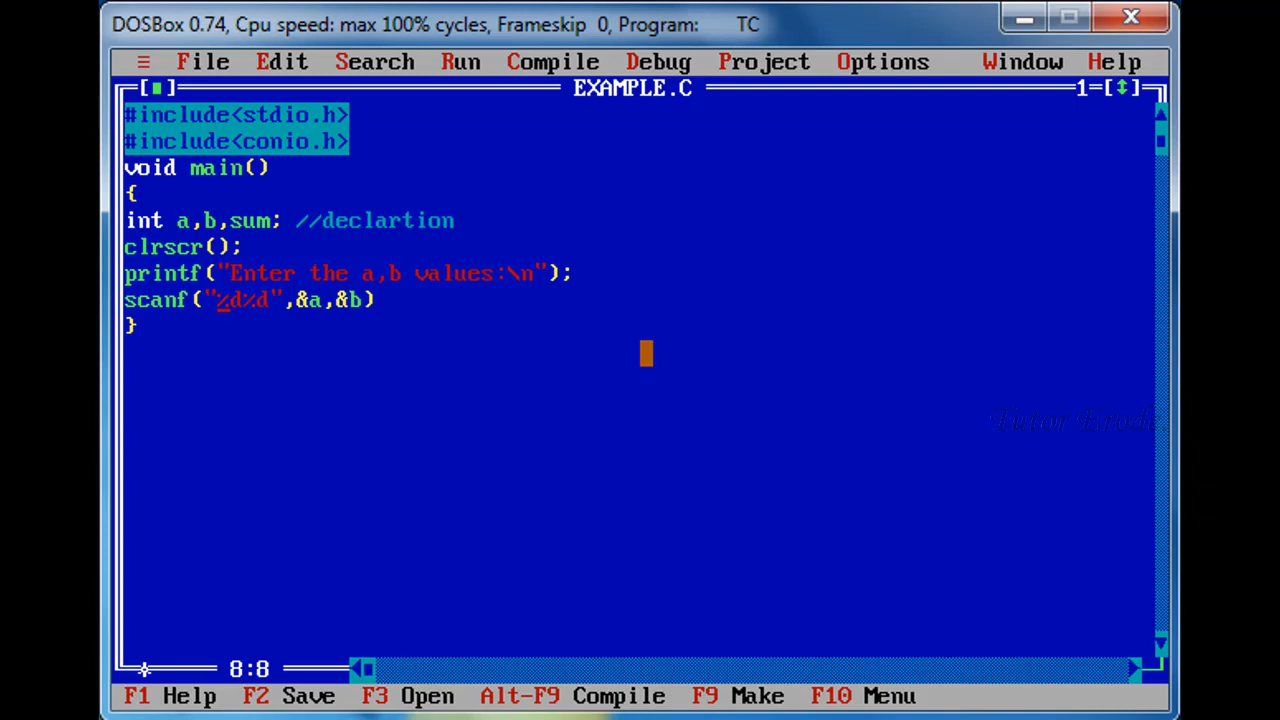 DOSBox 0.74, Cpu speed: max 100% cycles, Frameskip 0, Program: TC
≡ File Edit Search Run Compile Debug Project Options Window Help
EXAMPLE.C 1
#include<stdio.h>
#include<conio.h>
void main()
{
int a,b,sum; //declartion
clrscr();
printf("Enter the a,b values:\n");
scanf("%d%d",&a,&b)
}
Tutor Erode
8:8
F1 Help F2 Save F3 Open Alt-F9 Compile F9 Make F10 Menu